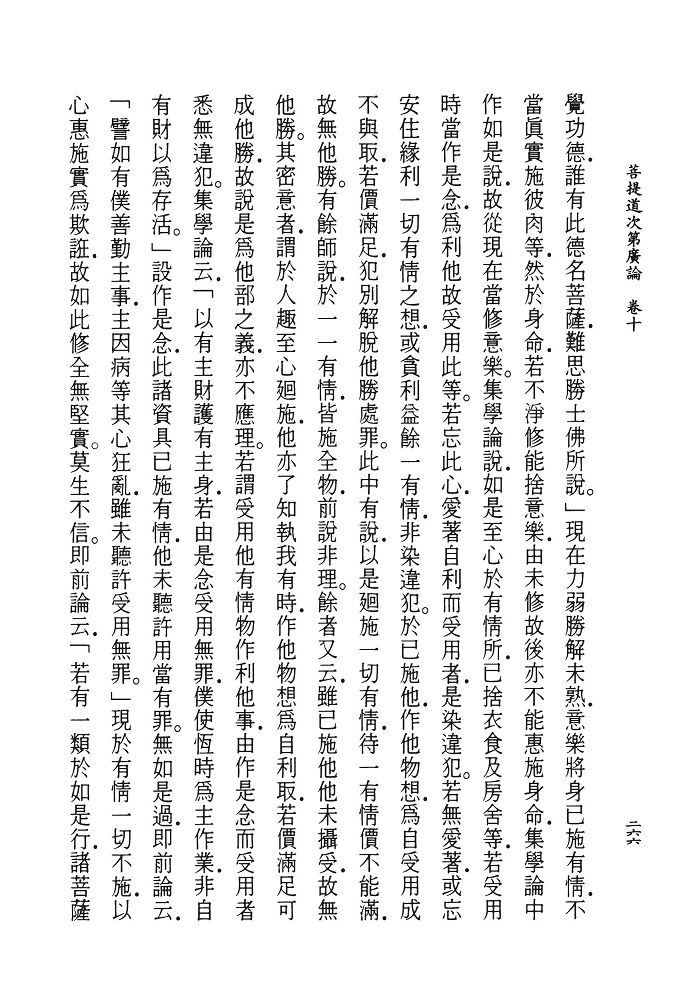 菩提道次第廣論 卷十
二六六
覺功德．誰有此德名菩薩．難思勝士佛所說。」現在力弱勝解未熟．意樂將身已施有情．不
當眞實施彼肉等．然於身命．若不淨修能捨意樂．由未修故後亦不能惠施身命．集學論中
作如是說．故從現在當修意樂。集學論說．如是至心於有情所．已捨衣食及房舍等．若受用
時當作是念．爲利他故受用此等。若忘此心．愛著自利而受用者．是染違犯。若無愛著．或忘
安住緣利一切有情之想．或貪利益餘一有情．非染違犯。於已施他．作他物想．爲自受用成
不與取．若價滿足．犯別解脫他勝處罪。此中有說．以是廻施一切有情．待一有情價不能滿．
故無他勝。有餘師說．於一一有情．皆施全物．前說非理。餘者又云．雖已施他他未攝受．故無
他勝。其密意者．謂於人趣至心廻施．他亦了知執我有時．作他物想爲自利取．若價滿足可
成他勝．故說是爲他部之義．亦不應理。若謂受用他有情物作利他事．由作是念而受用者
悉無違犯。集學論云．「以有主財護有主身．若由是念受用無罪．僕使恆時爲主作業．非自
有財以爲存活。」設作是念．此諸資具已施有情．他未聽許用當有罪。無如是過．即前論云．
「譬如有僕善勤主事．主因病等其心狂亂．雖未聽許受用無罪。」現於有情一切不施．以
心惠施實爲欺誑．故如此修全無堅實。莫生不信。即前論云．「若有一類於如是行．諸菩薩